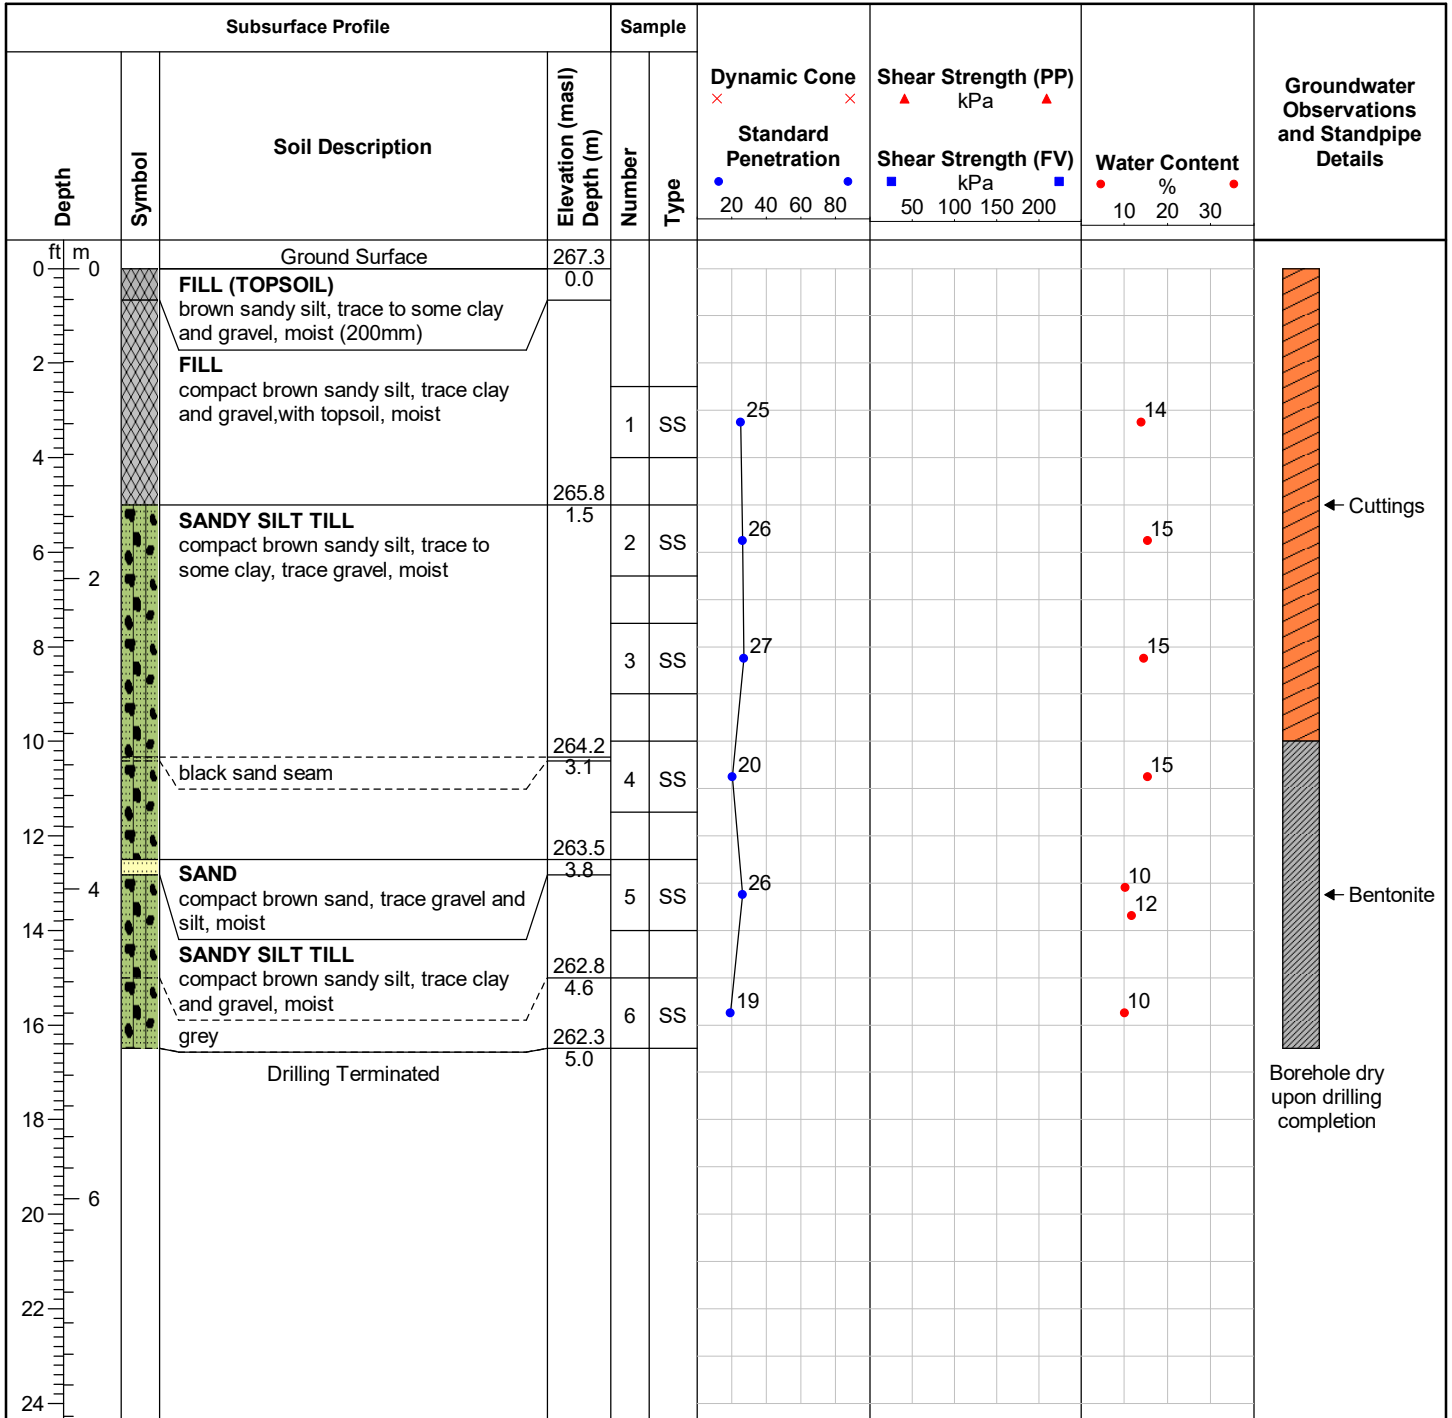 Subsurface Profile
Sample
Depth
Symbol
Soil Description
Elevation (masl)
Depth (m)
Number
Type
Dynamic Cone
Standard
Penetration
20 40 60 80
Shear Strength (PP)
kPa
Shear Strength (FV)
kPa
50 100 150 200
Water Content
%
10 20 30
Groundwater
Observations
and Standpipe
Details
ft m
Ground Surface
267.3
0 0
0.0
FILL (TOPSOIL)
brown sandy silt, trace to some clay
and gravel, moist (200mm)
2
FILL
compact brown sandy silt, trace clay
and gravel,with topsoil, moist
1 SS
25
14
4
265.8
1.5
SANDY SILT TILL
compact brown sandy silt, trace to
some clay, trace gravel, moist
Cuttings
2 SS
26
15
6
2
8
3 SS
27
15
10
264.2
3.1
black sand seam
4 SS
20
15
12
263.5
3.8
SAND
compact brown sand, trace gravel and
silt, moist
4
5 SS
26
10
12
Bentonite
14
SANDY SILT TILL
compact brown sandy silt, trace clay
and gravel, moist
262.8
4.6
6 SS
19
10
16
grey
262.3
5.0
Drilling Terminated
Borehole dry
upon drilling
completion
18
6
20
22
24